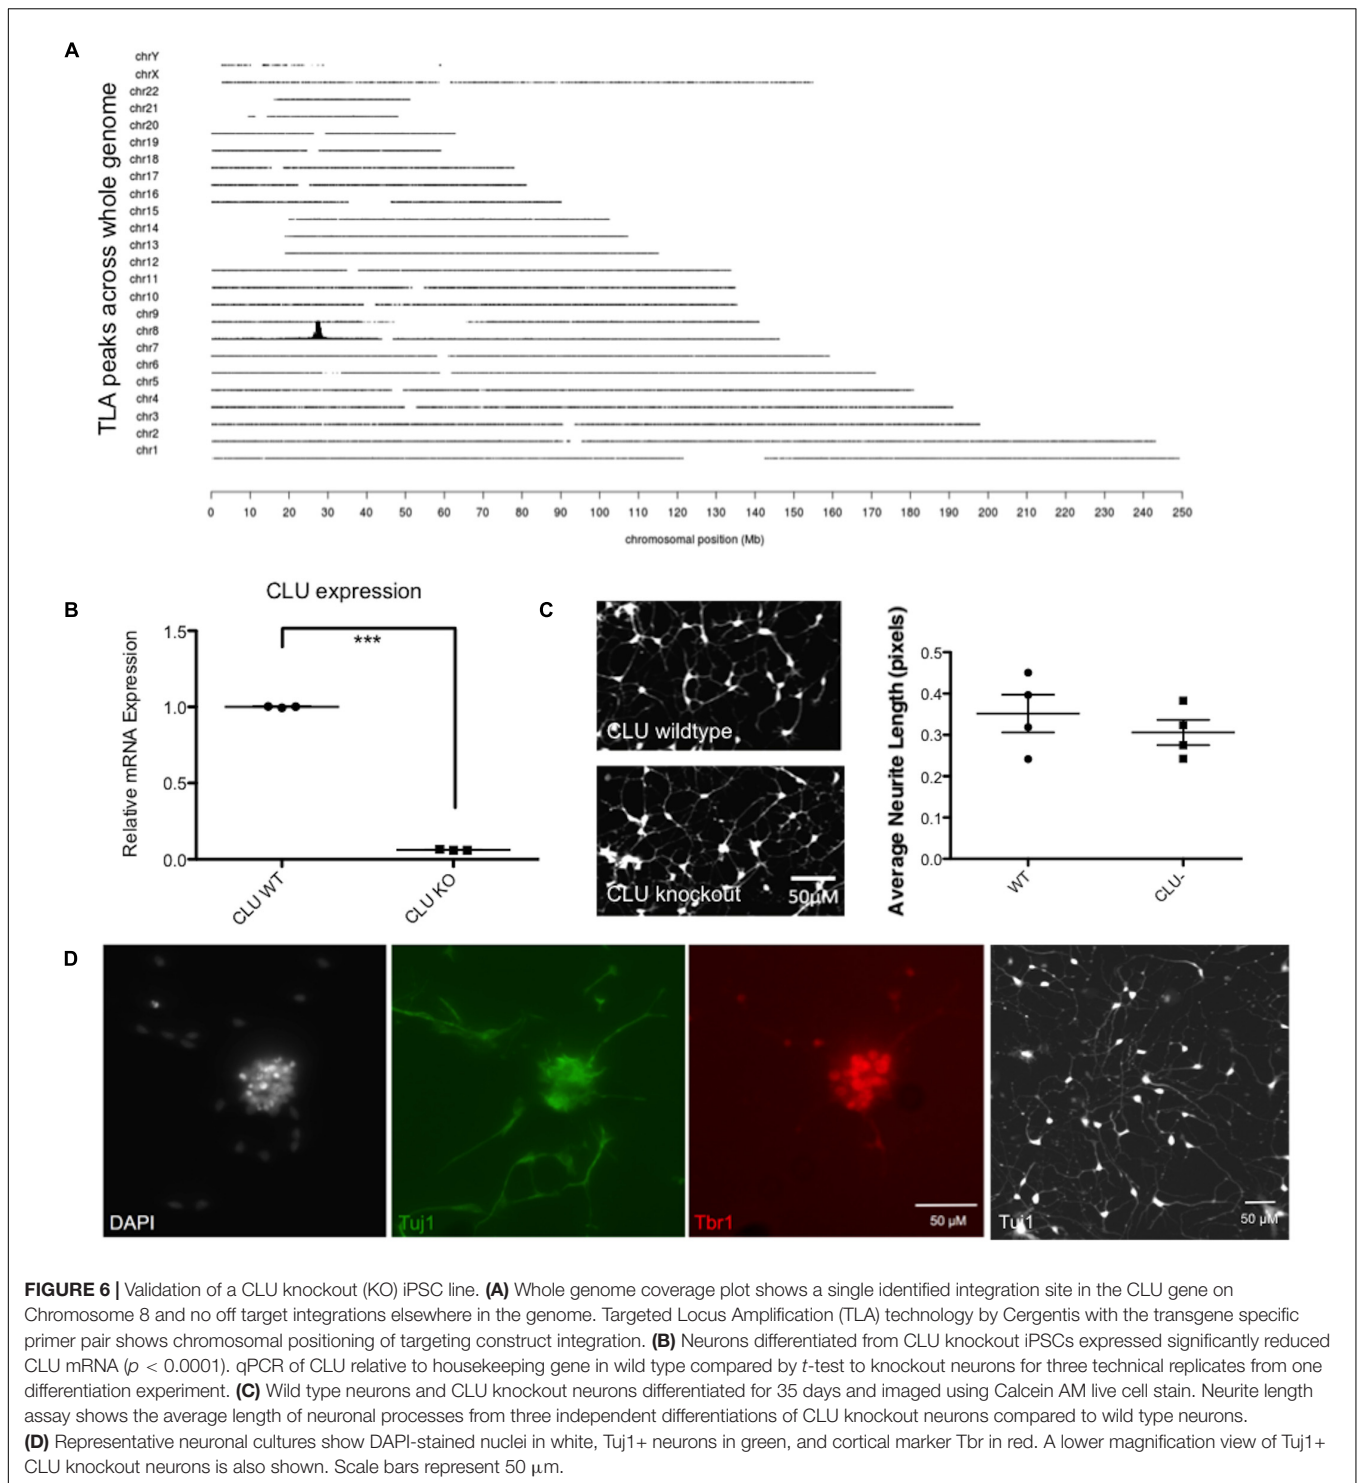 A
TLA peaks across whole genome
chrY
chrX
chr22
chr21
chr20
chr19
chr18
chr17
chr16
chr15
chr14
chr13
chr12
chr11
chr10
chr9
chr8
chr7
chr6
chr5
chr4
chr3
chr2
chr1
0 10 20 30 40 50 60 70 80 90 100 110 120 130 140 150 160 170 180 190 200 210 220 230 240 250
chromosomal position (Mb)
B
CLU expression
Relative mRNA Expression
1.5
1.0
0.5
0.0
***
CLU WT
CLU KO
C
CLU wildtype
CLU knockout
50μM
Average Neurite Length (pixels)
0.5
0.4
0.3
0.2
0.1
0.0
WT
CLU-
D
DAPI
Tuj1
Tbr1
50 μM
Tuj1
50 μM
FIGURE 6 | Validation of a CLU knockout (KO) iPSC line. (A) Whole genome coverage plot shows a single identified integration site in the CLU gene on
Chromosome 8 and no off target integrations elsewhere in the genome. Targeted Locus Amplification (TLA) technology by Cergentis with the transgene specific
primer pair shows chromosomal positioning of targeting construct integration. (B) Neurons differentiated from CLU knockout iPSCs expressed significantly reduced
CLU mRNA (p < 0.0001). qPCR of CLU relative to housekeeping gene in wild type compared by t-test to knockout neurons for three technical replicates from one
differentiation experiment. (C) Wild type neurons and CLU knockout neurons differentiated for 35 days and imaged using Calcein AM live cell stain. Neurite length
assay shows the average length of neuronal processes from three independent differentiations of CLU knockout neurons compared to wild type neurons.
(D) Representative neuronal cultures show DAPI-stained nuclei in white, Tuj1+ neurons in green, and cortical marker Tbr in red. A lower magnification view of Tuj1+
CLU knockout neurons is also shown. Scale bars represent 50 μm.